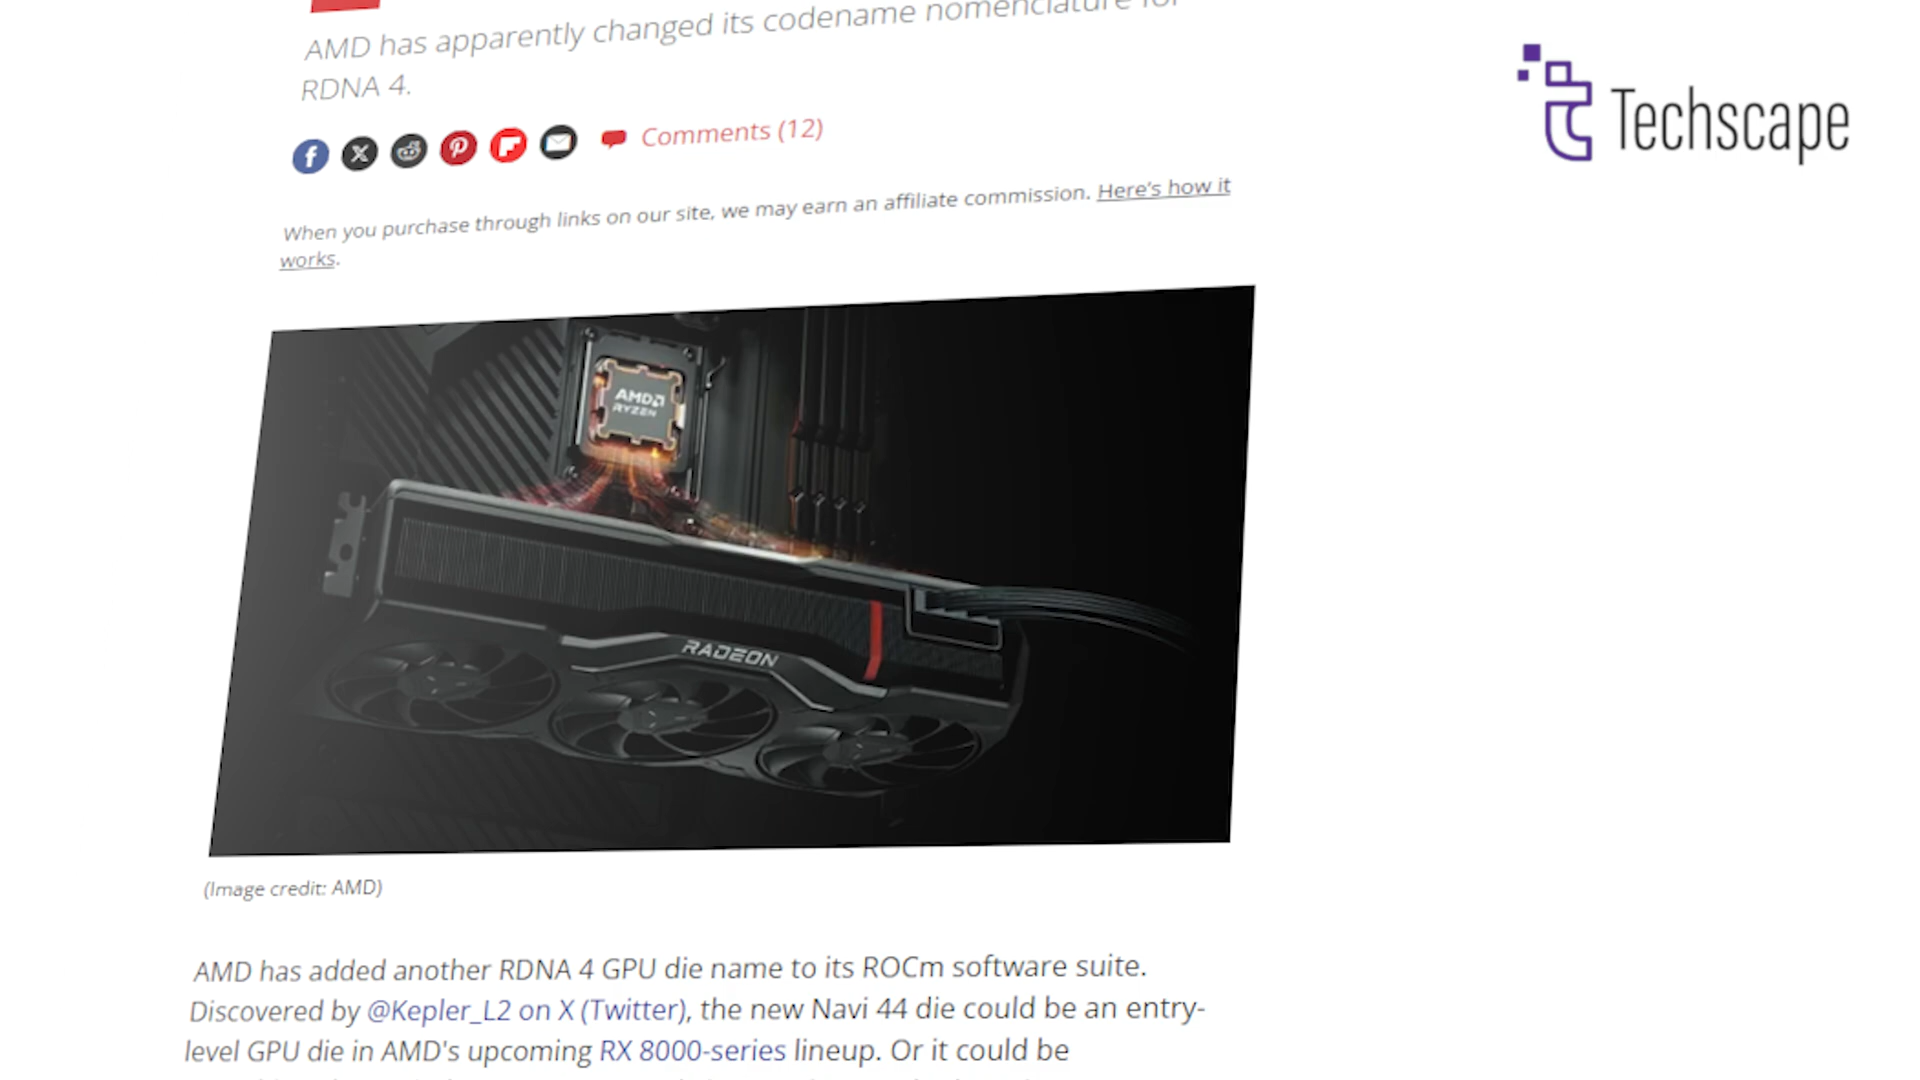 AMD has apparently changed its codename nomenclature for
RDNA 4.
Techscape
Comments (12)
When you purchase through links on our site, we may earn an affiliate commission. Here's how it
works.
AMD
RYZEN
RADEON
(Image credit: AMD)
AMD has added another RDNA 4 GPU die name to its ROCm software suite.
Discovered by @Kepler_L2 on X (Twitter), the new Navi 44 die could be an entry-
level GPU die in AMD's upcoming RX 8000-series lineup. Or it could be